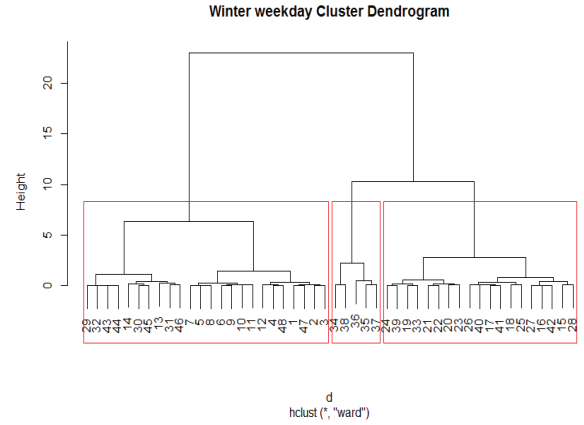 Winter weekday Cluster Dendrogram
Height
20
15
10
5
0
29 32 43 44 14 30 45 13 31 46 7 5 8 6 9 10 11 12 4 48 1 47 2 3 34 38 36 35 37 24 39 19 33 21 22 20 23 26 40 17 41 18 25 27 16 42 15 28
d
hclust (*, "ward")